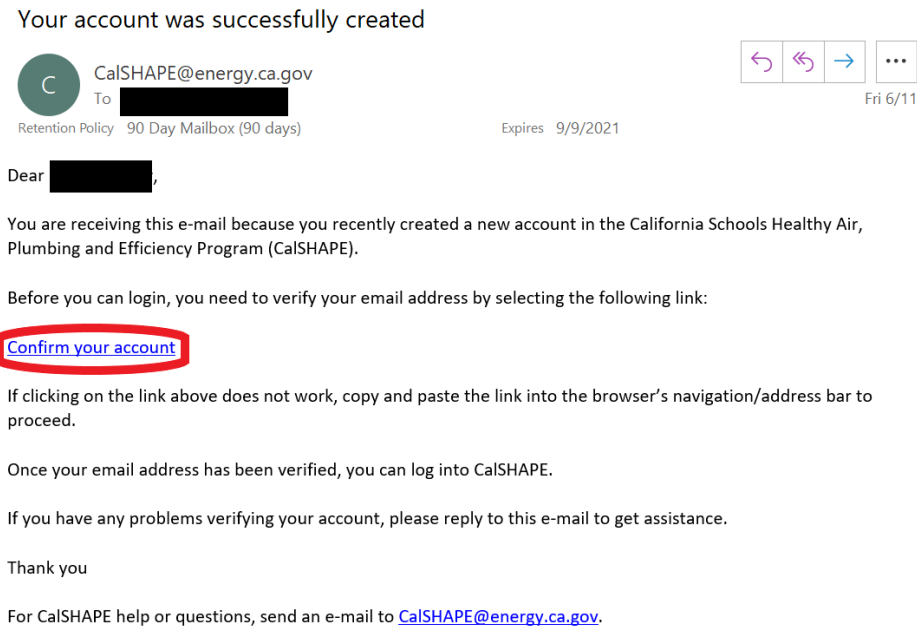 Your account was successfully created
C
CalSHAPE@energy.ca.gov
To
Fri 6/11
Retention Policy 90 Day Mailbox (90 days) Expires 9/9/2021
Dear ,
You are receiving this e-mail because you recently created a new account in the California Schools Healthy Air,
Plumbing and Efficiency Program (CalSHAPE).
Before you can login, you need to verify your email address by selecting the following link:
Confirm your account
If clicking on the link above does not work, copy and paste the link into the browser’s navigation/address bar to
proceed.
Once your email address has been verified, you can log into CalSHAPE.
If you have any problems verifying your account, please reply to this e-mail to get assistance.
Thank you
For CalSHAPE help or questions, send an e-mail to CalSHAPE@energy.ca.gov.